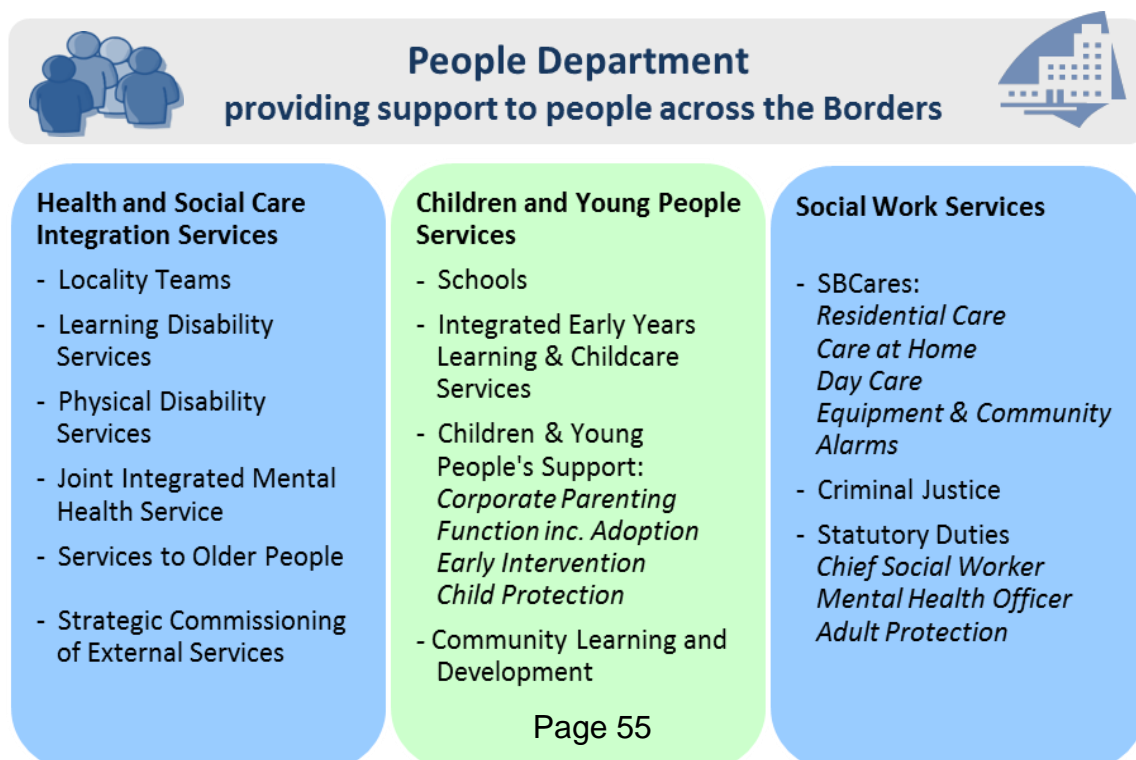 People Department
providing support to people across the Borders
Health and Social Care
Integration Services
- Locality Teams
- Learning Disability
Services
- Physical Disability
Services
- Joint Integrated Mental
Health Service
- Services to Older People
- Strategic Commissioning
of External Services
Children and Young People
Services
- Schools
- Integrated Early Years
Learning & Childcare
Services
- Children & Young
People's Support:
Corporate Parenting
Function inc. Adoption
Early Intervention
Child Protection
- Community Learning and
Development
Social Work Services
- SBCares:
Residential Care
Care at Home
Day Care
Equipment & Community
Alarms
- Criminal Justice
- Statutory Duties
Chief Social Worker
Mental Health Officer
Adult Protection
Page 55